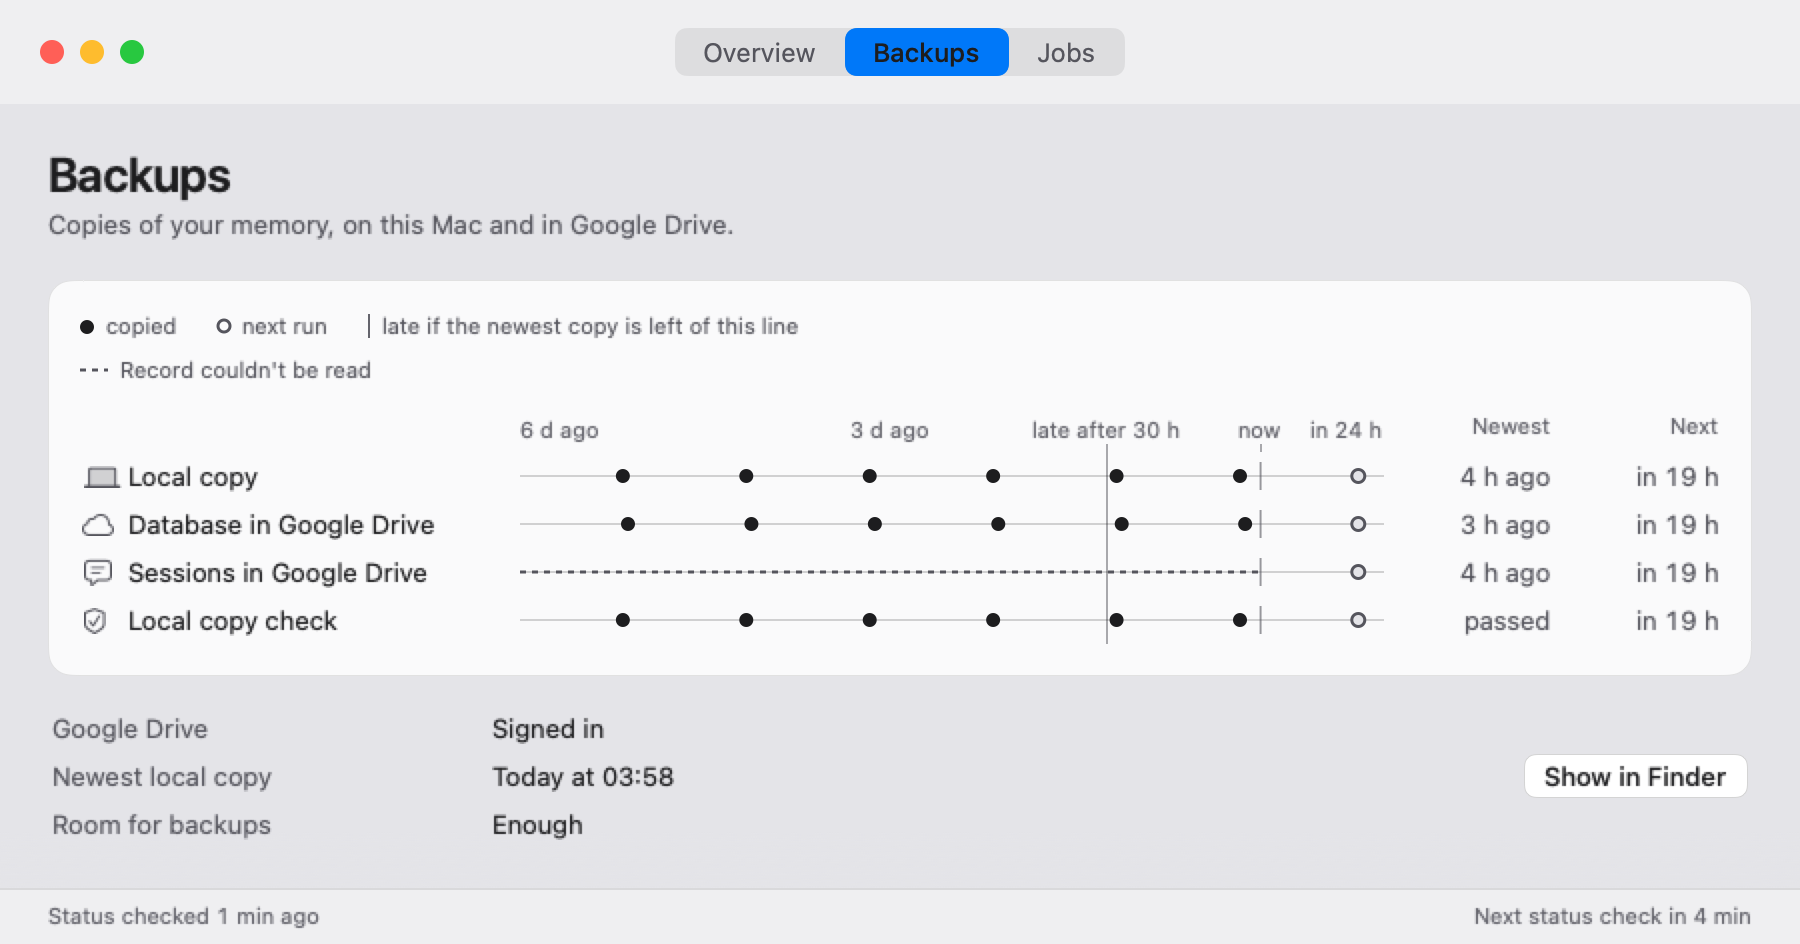 Overview Backups Jobs
Backups
Copies of your memory, on this Mac and in Google Drive.
copied next run late if the newest copy is left of this line
Record couldn't be read
6 d ago 3 d ago late after 30 h now in 24 h Newest Next
Local copy 4 h ago in 19 h
Database in Google Drive 3 h ago in 19 h
Sessions in Google Drive 4 h ago in 19 h
Local copy check passed in 19 h
Google Drive Signed in
Newest local copy Today at 03:58 Show in Finder
Room for backups Enough
Status checked 1 min ago Next status check in 4 min